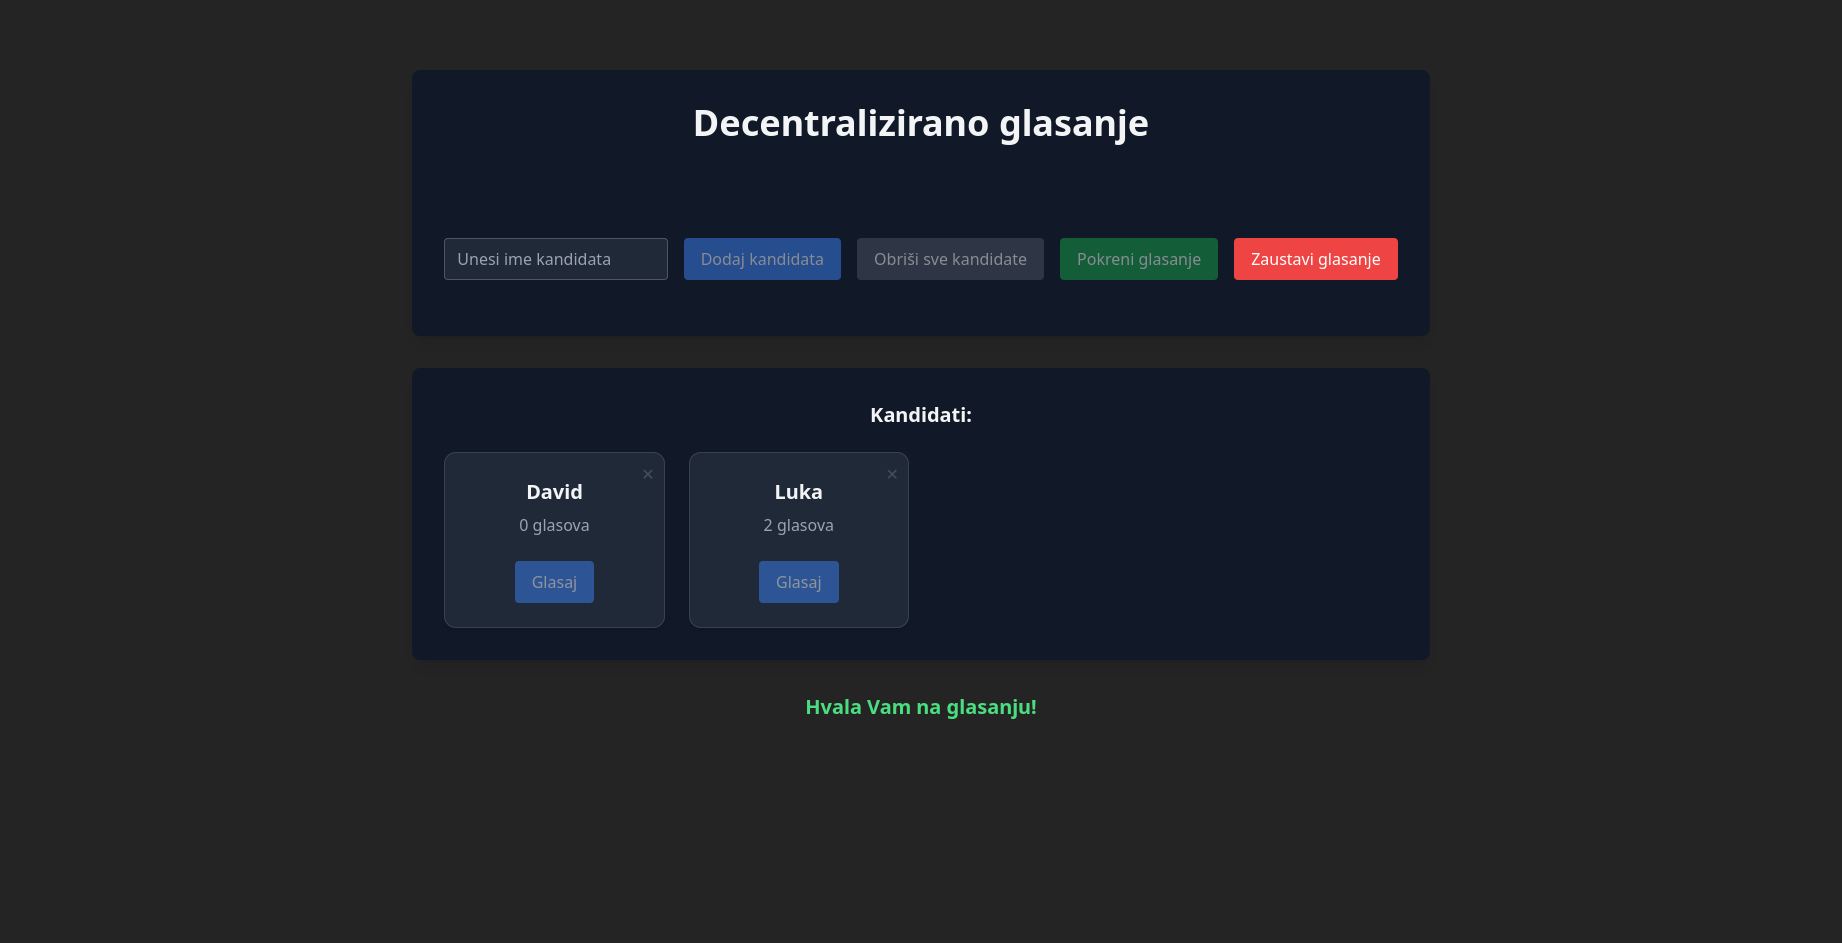 Decentralizirano glasanje
Unesi ime kandidata
Dodaj kandidata
Obriši sve kandidate
Pokreni glasanje
Zaustavi glasanje
Kandidati:
×
David
0 glasova
Glasaj
×
Luka
2 glasova
Glasaj
Hvala Vam na glasanju!